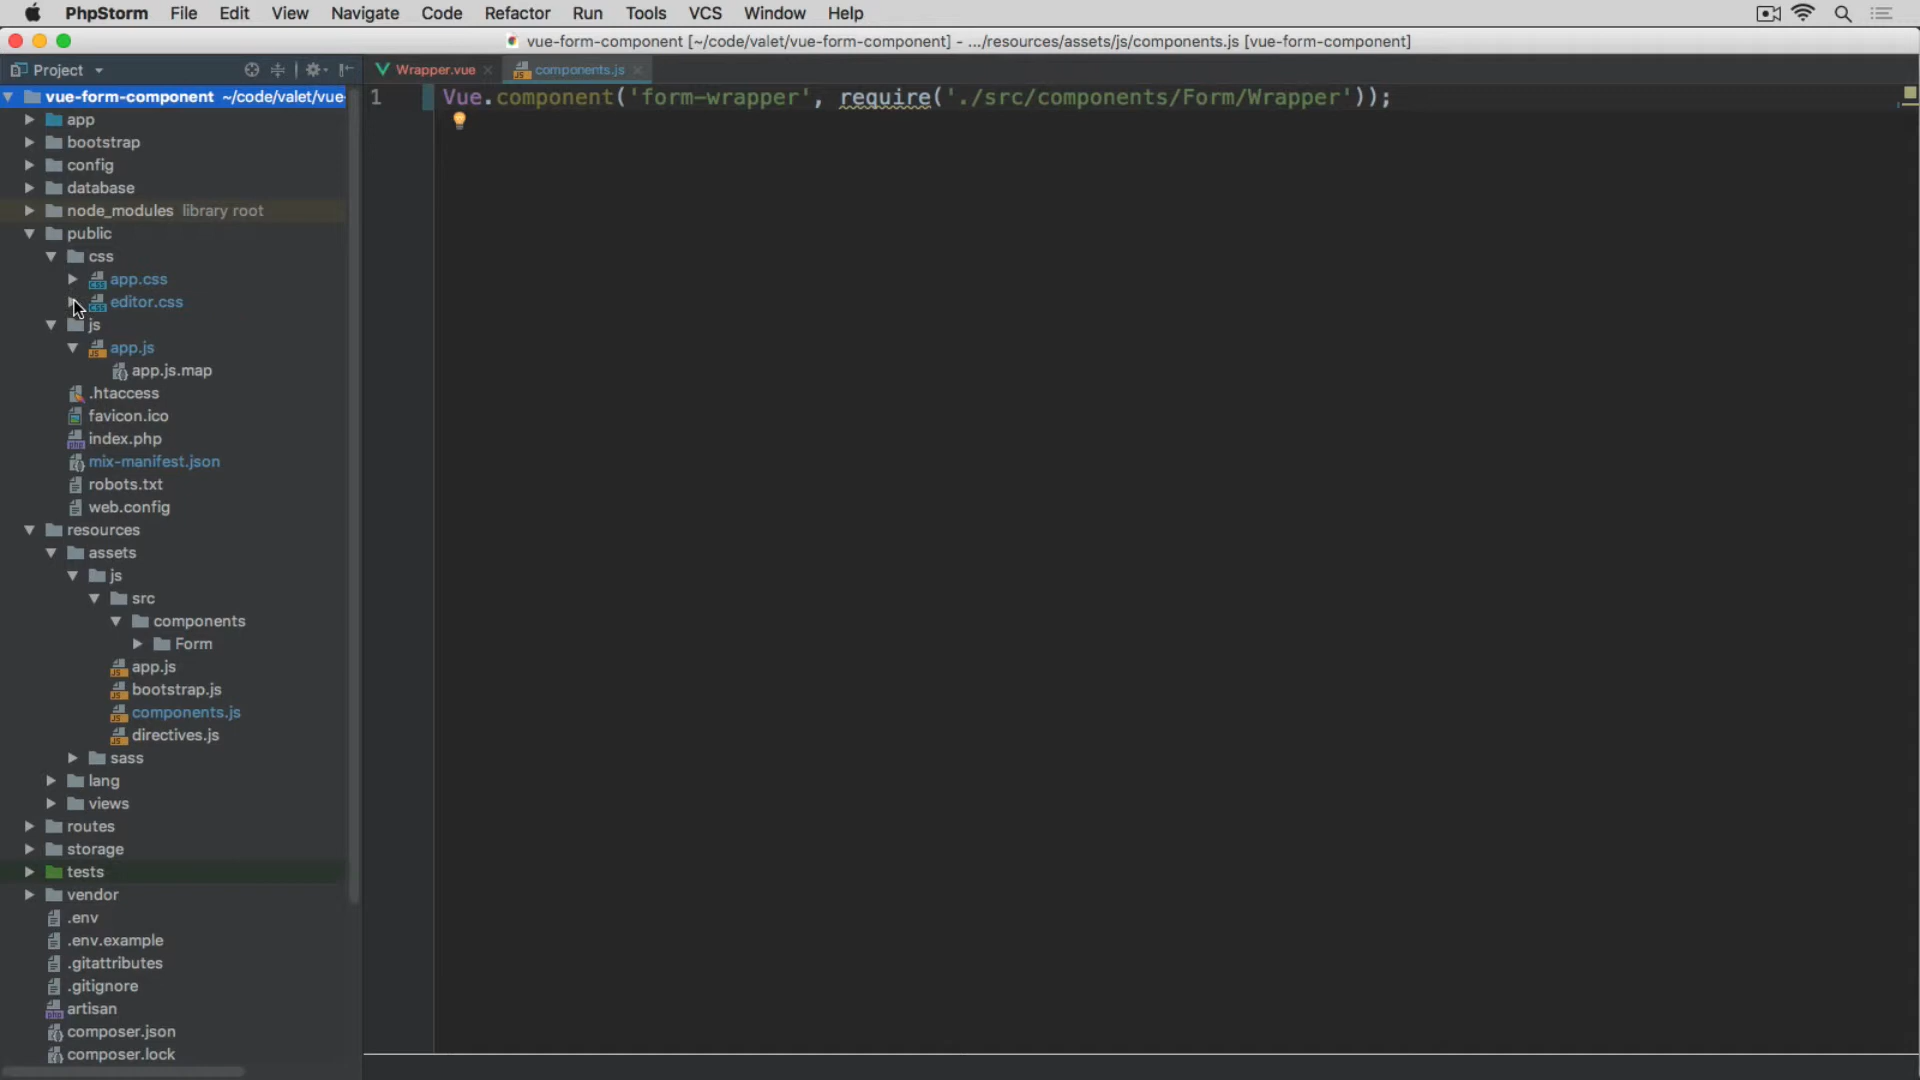 PhpStorm File Edit View Navigate Code Refactor Run Tools VCS Window Help
vue-form-component [~/code/valet/vue-form-component] - .../resources/assets/js/components.js [vue-form-component]
Project
Wrapper.vue components.js
vue-form-component ~/code/valet/vue-
1 Vue.component('form-wrapper', require('./src/components/Form/Wrapper'));
app
bootstrap
config
database
node_modules library root
public
css
app.css
editor.css
js
app.js
app.js.map
.htaccess
favicon.ico
index.php
mix-manifest.json
robots.txt
web.config
resources
assets
js
src
components
Form
app.js
bootstrap.js
components.js
directives.js
sass
lang
views
routes
storage
tests
vendor
.env
.env.example
.gitattributes
.gitignore
artisan
composer.json
composer.lock